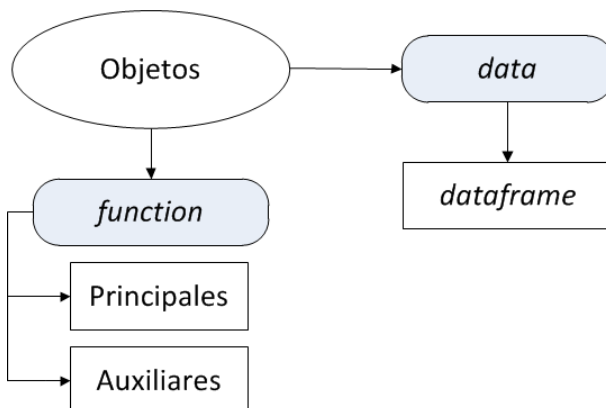 Objetos
data
dataframe
function
Principales
Auxiliares